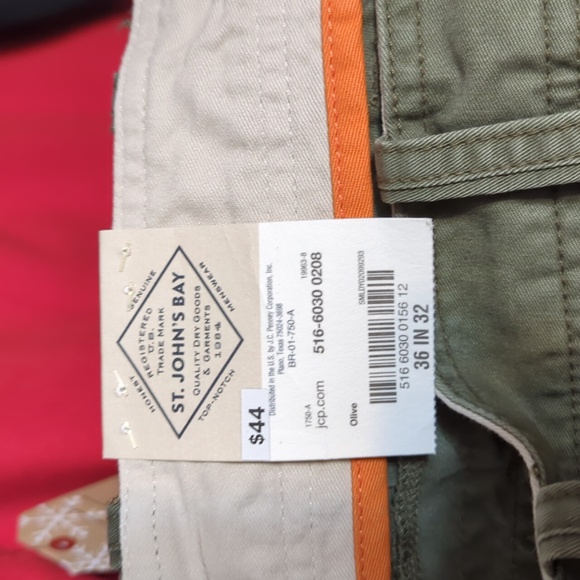 HONESTY GENUINE
REGISTERED
U.S.
TRADE MARK
ST. JOHN'S BAY
QUALITY DRY GOODS
& GARMENTS
1984
TOP-NOTCH MENSWEAR
$44
Distributed in the U.S. by J.C. Penney Corporation, Inc.
Plano, Texas 75024-3698
BR-01-750-A 19963-8
516-6030 0208
1750-A
jcp.com
Olive
SMLDY02099293
516 6030 0156 12
36 IN 32